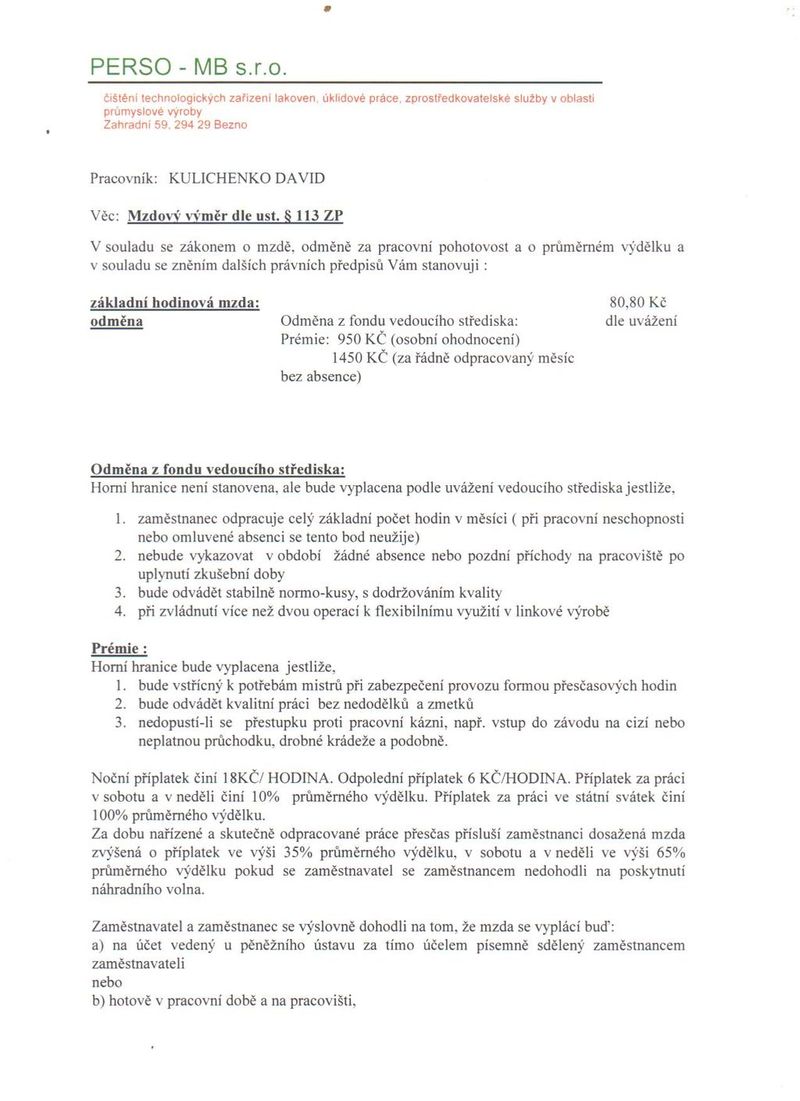 PERSO - MB s.r.o.
čištění technologických zařízení lakoven, úklidové práce, zprostředkovatelské služby v oblasti
průmyslové výroby
Zahradní 59, 294 29 Bezno
Pracovník: KULICHENKO DAVID
Věc: Mzdový výměr dle ust. § 113 ZP
V souladu se zákonem o mzdě, odměně za pracovní pohotovost a o průměrném výdělku a
v souladu se zněním dalších právních předpisů Vám stanovuji :
základní hodinová mzda: 80,80 Kč
odměna Odměna z fondu vedoucího střediska: dle uvážení
Prémie: 950 KČ (osobní ohodnocení)
1450 KČ (za řádně odpracovaný měsíc
bez absence)
Odměna z fondu vedoucího střediska:
Horní hranice není stanovena, ale bude vyplacena podle uvážení vedoucího střediska jestliže,
1. zaměstnanec odpracuje celý základní počet hodin v měsíci ( při pracovní neschopnosti
nebo omluvené absenci se tento bod neužije)
2. nebude vykazovat v období žádné absence nebo pozdní příchody na pracoviště po
uplynutí zkušební doby
3. bude odvádět stabilně normo-kusy, s dodržováním kvality
4. při zvládnutí více než dvou operací k flexibilnímu využití v linkové výrobě
Prémie :
Horní hranice bude vyplacena jestliže,
1. bude vstřícný k potřebám mistrů při zabezpečení provozu formou přesčasových hodin
2. bude odvádět kvalitní práci bez nedodělků a zmetků
3. nedopustí-li se přestupku proti pracovní kázni, např. vstup do závodu na cizí nebo
neplatnou průchodku, drobné krádeže a podobně.
Noční příplatek činí 18KČ/ HODINA. Odpolední příplatek 6 KČ/HODINA. Příplatek za práci
v sobotu a v neděli činí 10% průměrného výdělku. Příplatek za práci ve státní svátek činí
100% průměrného výdělku.
Za dobu nařízené a skutečně odpracované práce přesčas přísluší zaměstnanci dosažená mzda
zvýšená o příplatek ve výši 35% průměrného výdělku, v sobotu a v neděli ve výši 65%
průměrného výdělku pokud se zaměstnavatel se zaměstnancem nedohodli na poskytnutí
náhradního volna.
Zaměstnavatel a zaměstnanec se výslovně dohodli na tom, že mzda se vyplácí buď:
a) na účet vedený u pěněžního ústavu za tímo účelem písemně sdělený zaměstnancem
zaměstnavateli
nebo
b) hotově v pracovní době a na pracovišti,